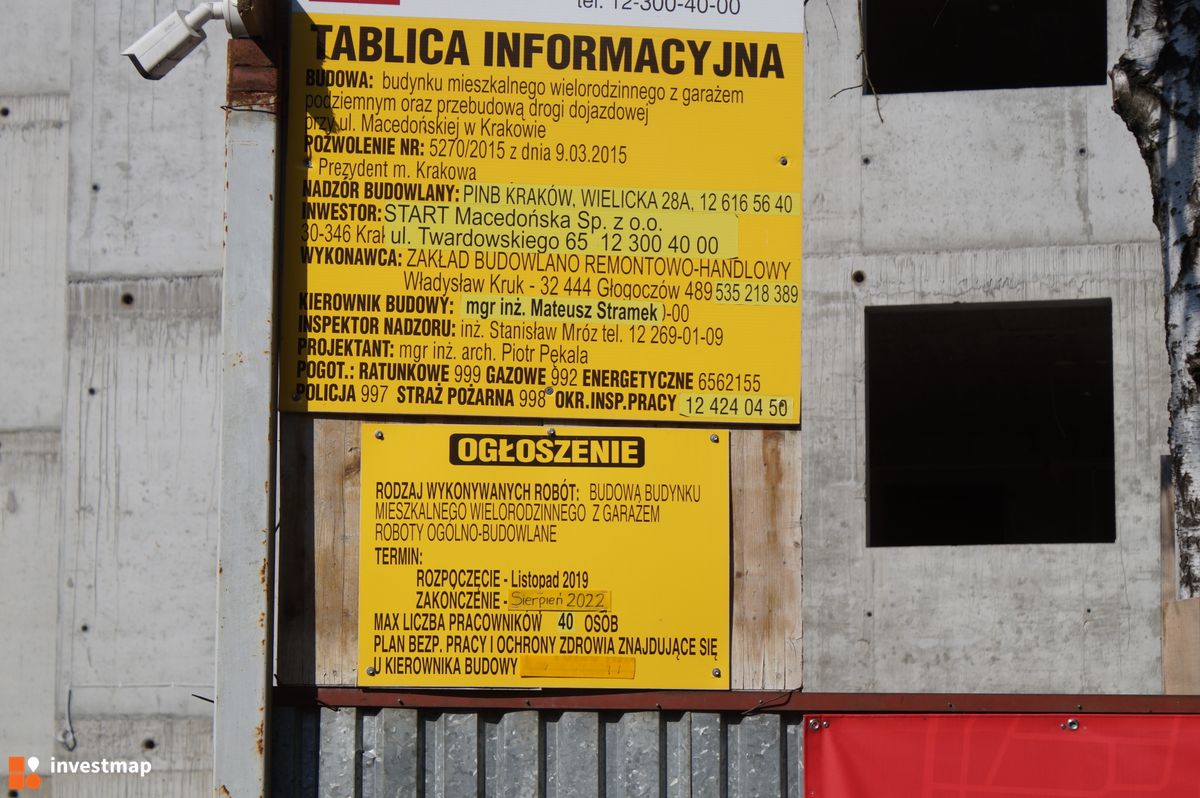 tel. 12-300-40-00
TABLICA INFORMACYJNA
BUDOWA: budynku mieszkalnego wielorodzinnego z garażem
podziemnym oraz przebudową drogi dojazdowej
przy ul. Macedońskiej w Krakowie
POZWOLENIE NR: 5270/2015 z dnia 9.03.2015
- Prezydent m. Krakowa
NADZÓR BUDOWLANY: PINB KRAKÓW, WIELICKA 28A, 12 616 56 40
INWESTOR: START Macedońska Sp. z o.o.
30-346 Kra ul. Twardowskiego 65 12 300 40 00
WYKONAWCA: ZAKŁAD BUDOWLANO REMONTOWO-HANDLOWY
Władysław Kruk - 32 444 Głogoczów 489 535 218 389
KIEROWNIK BUDOWY: mgr inż. Mateusz Stramek )-00
INSPEKTOR NADZORU: inż. Stanisław Mróz tel. 12 269-01-09
PROJEKTANT: mgr inż. arch. Piotr Pękala
POGOT.: RATUNKOWE 999 GAZOWE 992 ENERGETYCZNE 6562155
POLICJA 997 STRAŻ POŻARNA 998 OKR.INSP.PRACY 12 424 04 50
OGŁOSZENIE
RODZAJ WYKONYWANYCH ROBÓT: BUDOWA BUDYNKU
MIESZKALNEGO WIELORODZINNEGO Z GARAŻEM
ROBOTY OGÓLNO-BUDOWLANE
TERMIN:
ROZPOCZĘCIE - Listopad 2019
ZAKOŃCZENIE - Sierpień 2022
MAX LICZBA PRACOWNIKÓW 40 OSÓB
PLAN BEZP. PRACY I OCHRONY ZDROWIA ZNAJDUJĄCE SIĘ
U KIEROWNIKA BUDOWY
investmap